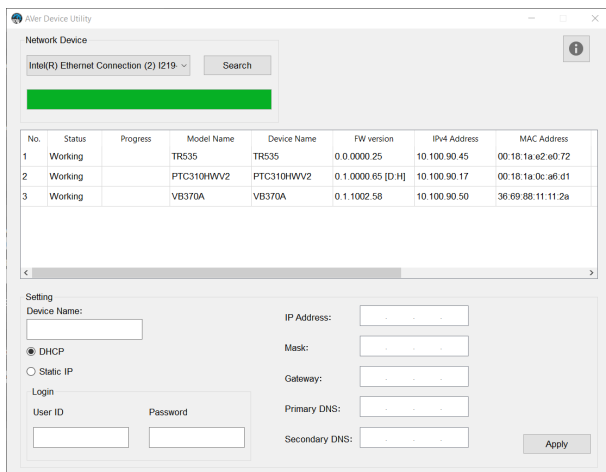 AVer Device Utility
Network Device
Intel(R) Ethernet Connection (2) I219-
Search
No. Status Progress Model Name Device Name FW version IPv4 Address MAC Address
1 Working TR535 TR535 0.0.0000.25 10.100.90.45 00:18:1a:e2:e0:72
2 Working PTC310HWV2 PTC310HWV2 0.1.0000.65 [D:H] 10.100.90.17 00:18:1a:0c:a6:d1
3 Working VB370A VB370A 0.1.1002.58 10.100.90.50 36:69:88:11:11:2a
Setting
Device Name:
DHCP
Static IP
Login
User ID Password
IP Address:
Mask:
Gateway:
Primary DNS:
Secondary DNS:
Apply